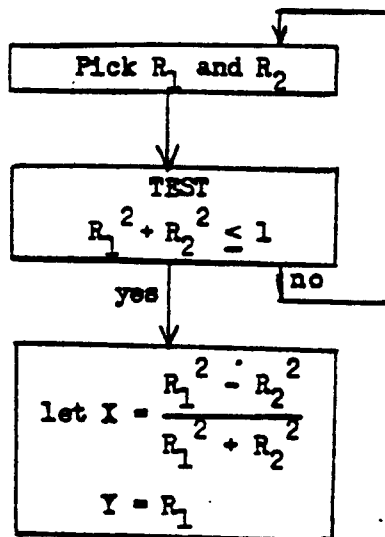 Pick R₁ and R₂
TEST
R₁² + R₂² ≤ 1
yes
no
let X = (R₁² - R₂²) / (R₁² + R₂²)
Y = R₁